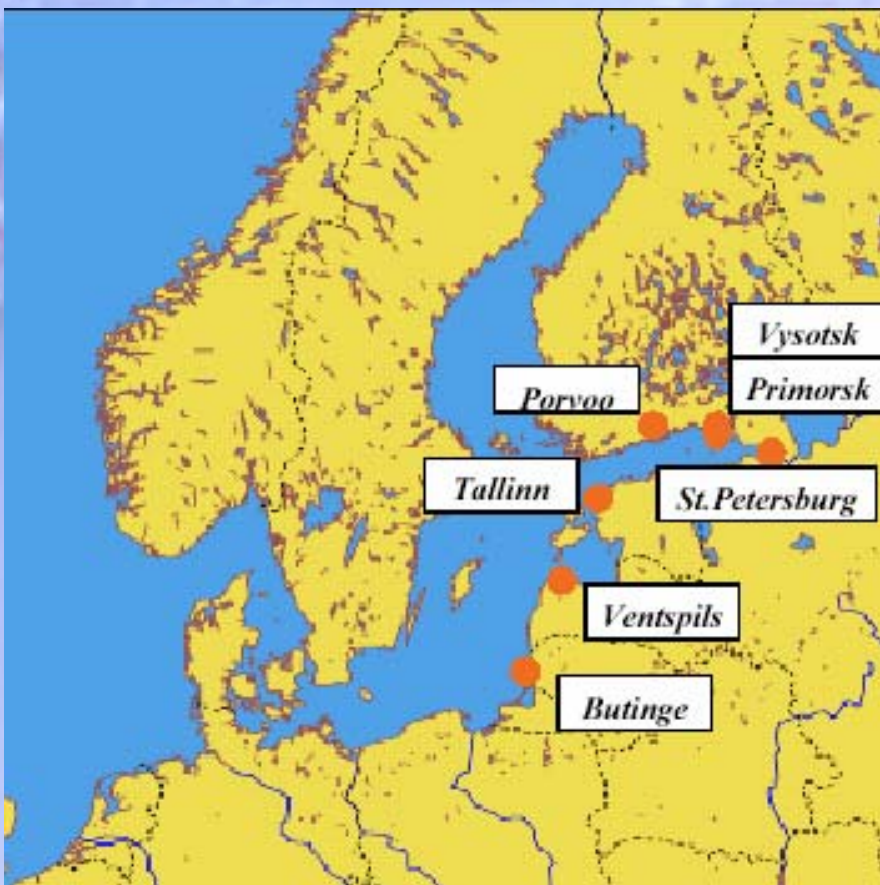 Vysotsk
Porvoo
Primorsk
Tallinn
St.Petersburg
Ventspils
Butinge